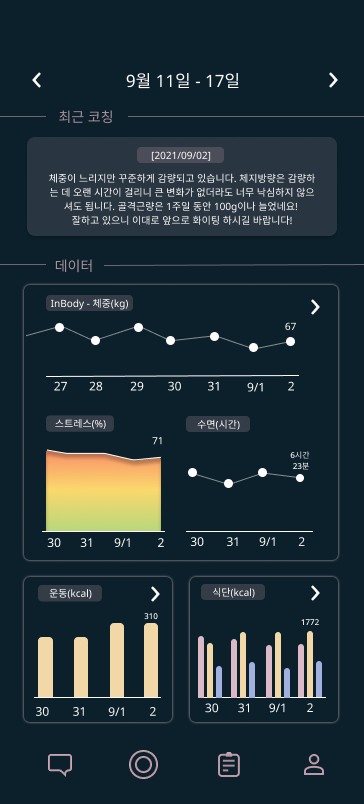 9월 11일 - 17일
최근 코칭
[2021/09/02]
체중이 느리지만 꾸준하게 감량되고 있습니다. 체지방량은 감량하
는 데 오랜 시간이 걸리니 큰 변화가 없더라도 너무 낙심하지 않으
셔도 됩니다. 골격근량은 1주일 동안 100g이나 늘었네요!
잘하고 있으니 이대로 앞으로 화이팅 하시길 바랍니다!
데이터
InBody - 체중(kg)
67
27 28 29 30 31 9/1 2
스트레스(%)
71
30 31 9/1 2
수면(시간)
6시간
23분
30 31 9/1 2
운동(kcal)
310
30 31 9/1 2
식단(kcal)
1772
30 31 9/1 2